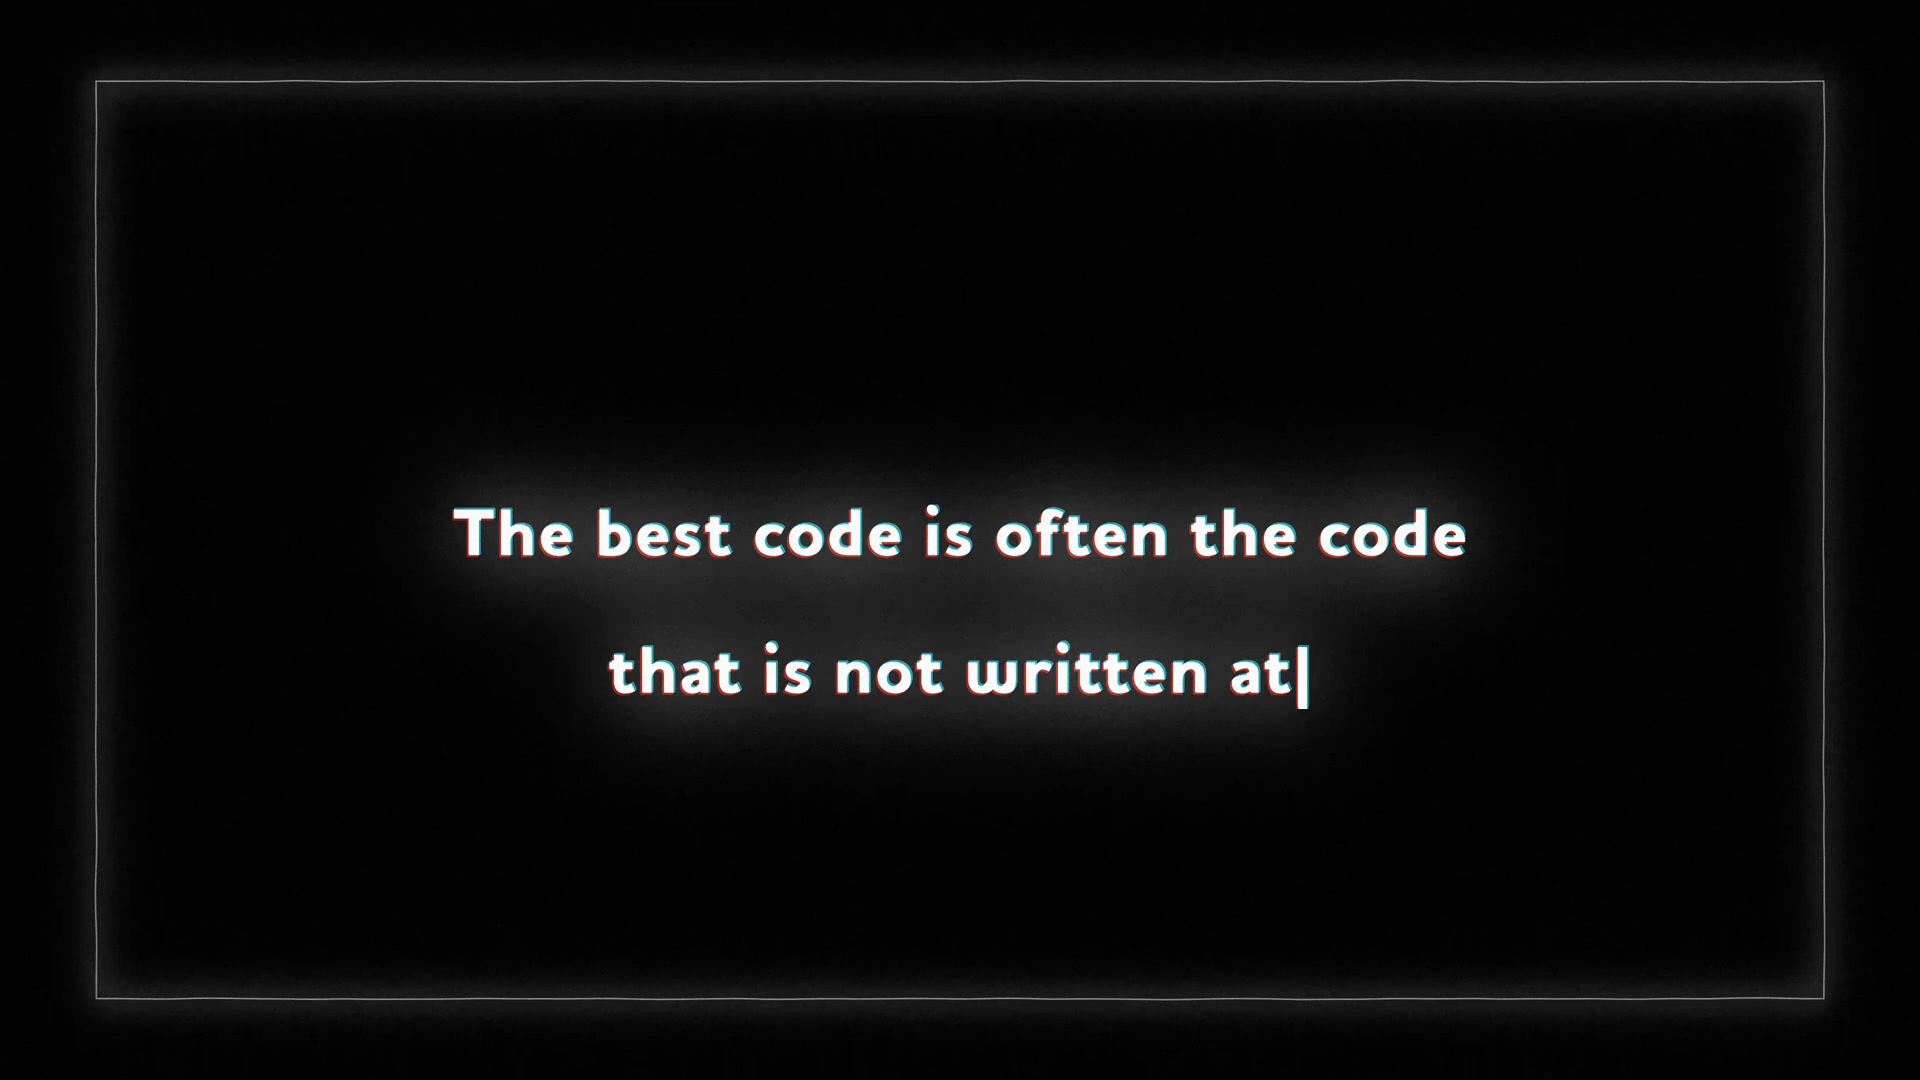 The best code is often the code
that is not written at